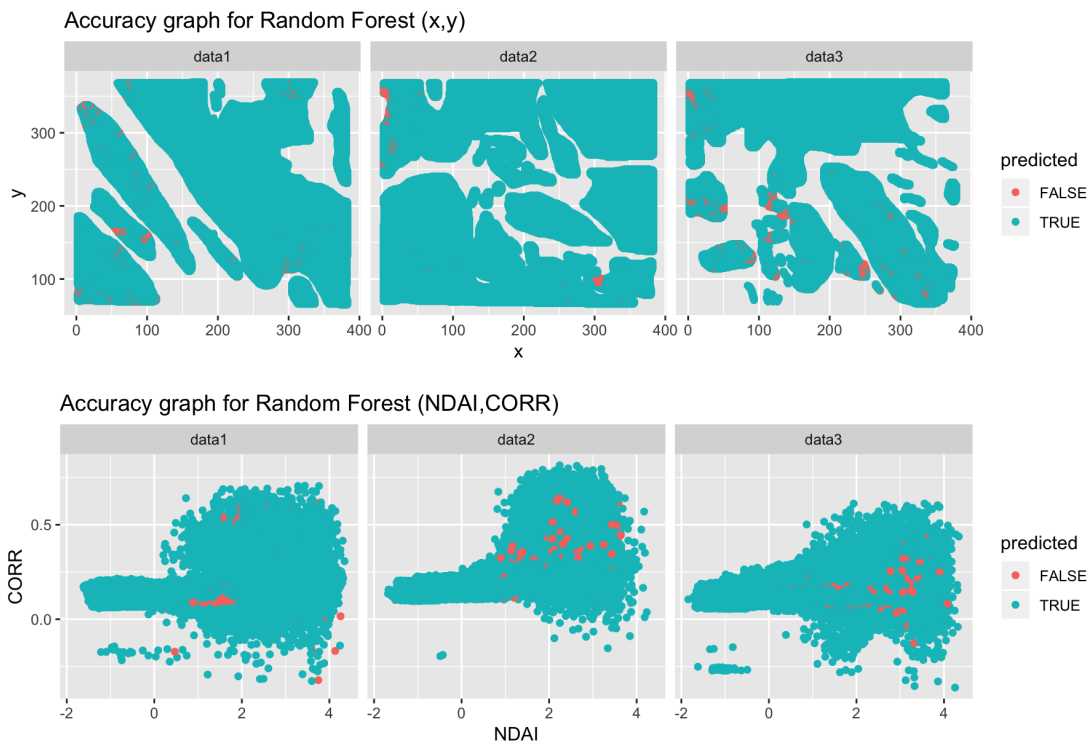 Accuracy graph for Random Forest (x,y)
data1 data2 data3
300
200
100
y
0 100 200 300 400 0 100 200 300 400 0 100 200 300 400
x
predicted
FALSE
TRUE
Accuracy graph for Random Forest (NDAI,CORR)
data1 data2 data3
0.5
0.0
CORR
-2 0 2 4 -2 0 2 4 -2 0 2 4
NDAI
predicted
FALSE
TRUE